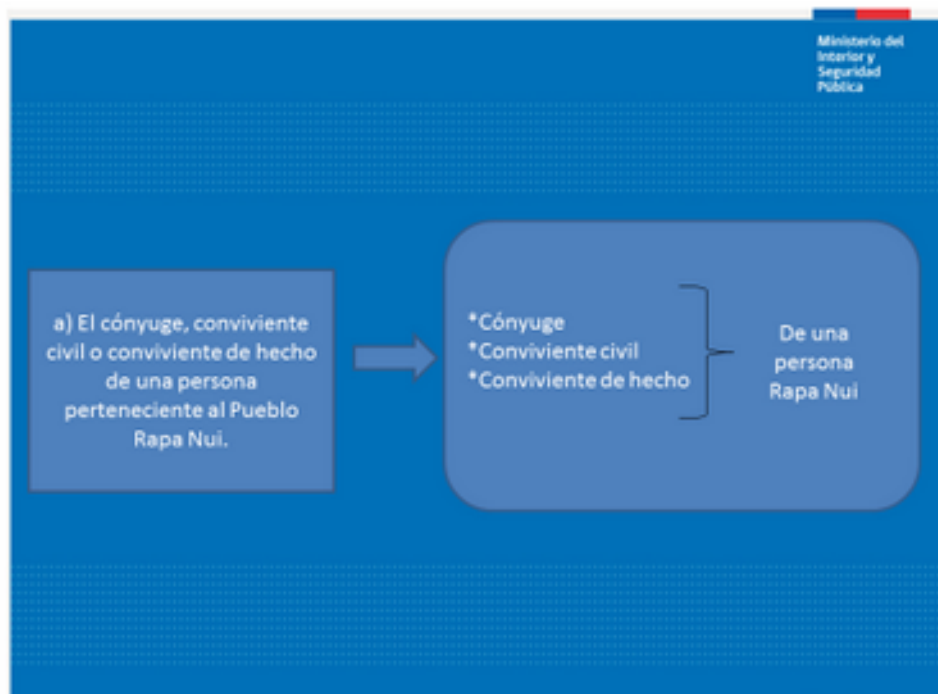 Ministerio del
Interior y
Seguridad
Pública
a) El cónyuge, conviviente
civil o conviviente de hecho
de una persona
perteneciente al Pueblo
Rapa Nui.
*Cónyuge
*Conviviente civil
*Conviviente de hecho
De una
persona
Rapa Nui